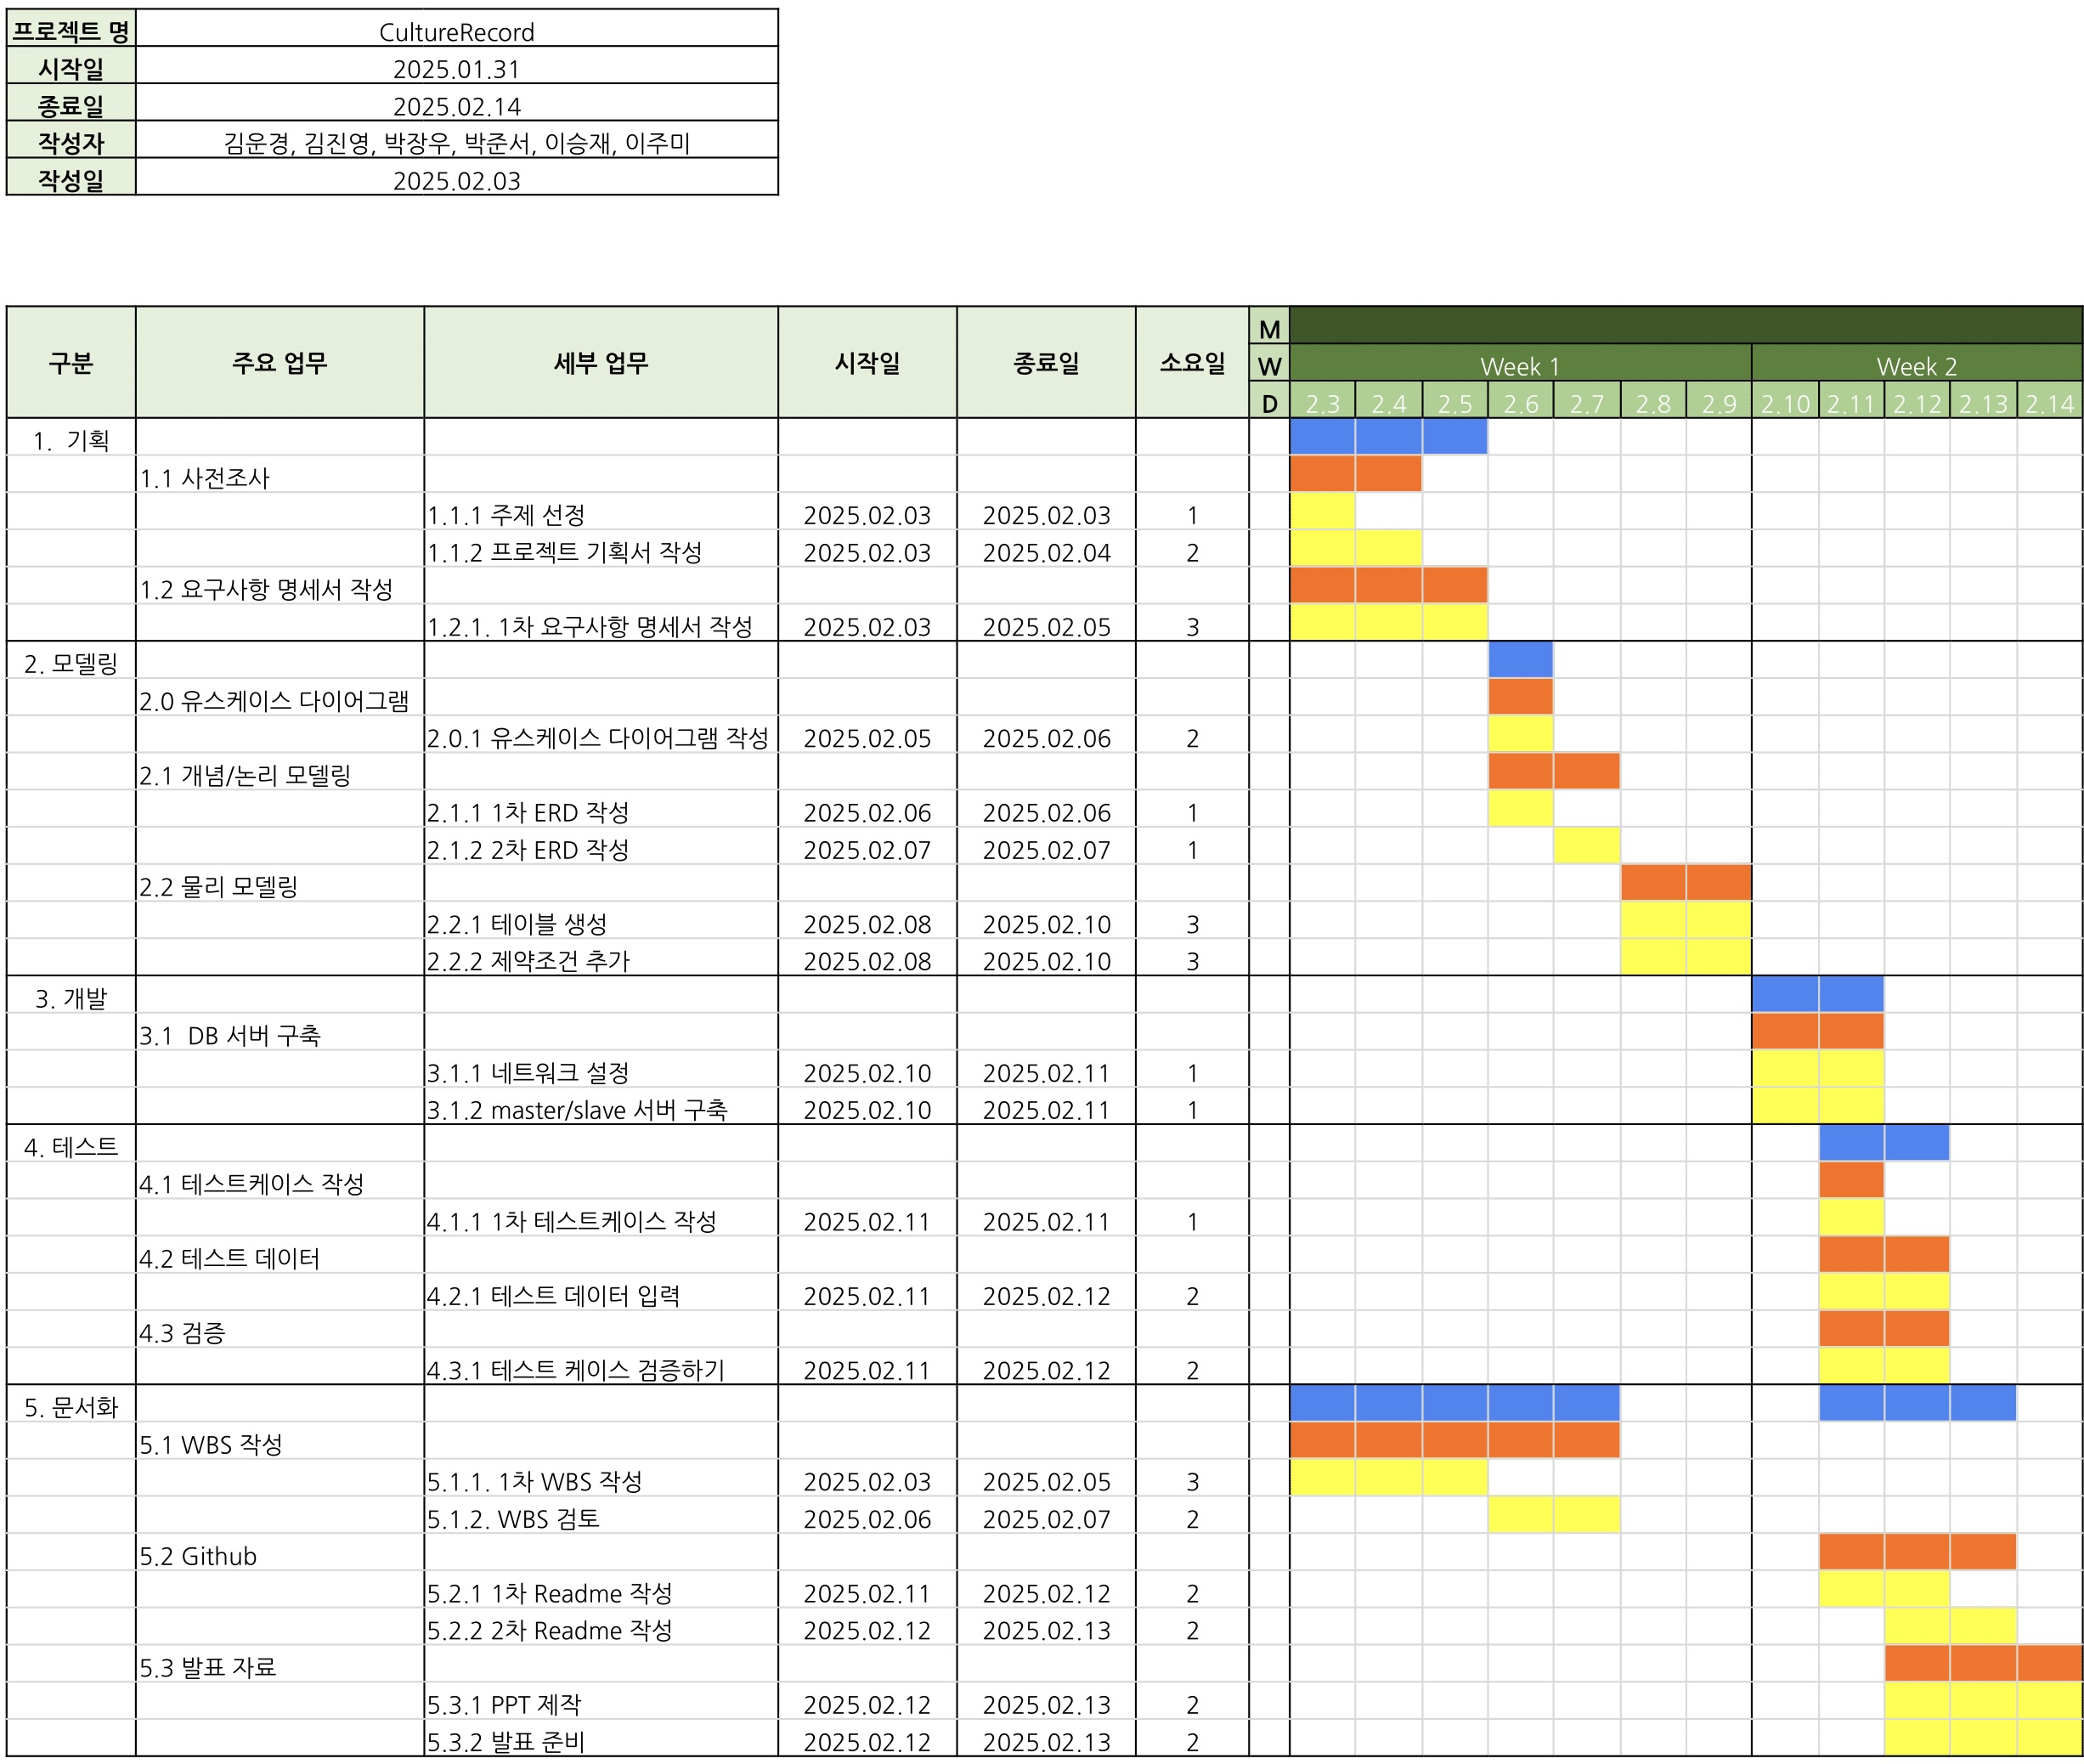 프로젝트 명 CultureRecord
시작일 2025.01.31
종료일 2025.02.14
작성자 김운경, 김진영, 박장우, 박준서, 이승재, 이주미
작성일 2025.02.03
구분 주요 업무 세부 업무 시작일 종료일 소요일 M
W Week 1 Week 2
D 2.3 2.4 2.5 2.6 2.7 2.8 2.9 2.10 2.11 2.12 2.13 2.14
1. 기획
1.1 사전조사
1.1.1 주제 선정 2025.02.03 2025.02.03 1
1.1.2 프로젝트 기획서 작성 2025.02.03 2025.02.04 2
1.2 요구사항 명세서 작성
1.2.1. 1차 요구사항 명세서 작성 2025.02.03 2025.02.05 3
2. 모델링
2.0 유스케이스 다이어그램
2.0.1 유스케이스 다이어그램 작성 2025.02.05 2025.02.06 2
2.1 개념/논리 모델링
2.1.1 1차 ERD 작성 2025.02.06 2025.02.06 1
2.1.2 2차 ERD 작성 2025.02.07 2025.02.07 1
2.2 물리 모델링
2.2.1 테이블 생성 2025.02.08 2025.02.10 3
2.2.2 제약조건 추가 2025.02.08 2025.02.10 3
3. 개발
3.1 DB 서버 구축
3.1.1 네트워크 설정 2025.02.10 2025.02.11 1
3.1.2 master/slave 서버 구축 2025.02.10 2025.02.11 1
4. 테스트
4.1 테스트케이스 작성
4.1.1 1차 테스트케이스 작성 2025.02.11 2025.02.11 1
4.2 테스트 데이터
4.2.1 테스트 데이터 입력 2025.02.11 2025.02.12 2
4.3 검증
4.3.1 테스트 케이스 검증하기 2025.02.11 2025.02.12 2
5. 문서화
5.1 WBS 작성
5.1.1. 1차 WBS 작성 2025.02.03 2025.02.05 3
5.1.2. WBS 검토 2025.02.06 2025.02.07 2
5.2 Github
5.2.1 1차 Readme 작성 2025.02.11 2025.02.12 2
5.2.2 2차 Readme 작성 2025.02.12 2025.02.13 2
5.3 발표 자료
5.3.1 PPT 제작 2025.02.12 2025.02.13 2
5.3.2 발표 준비 2025.02.12 2025.02.13 2